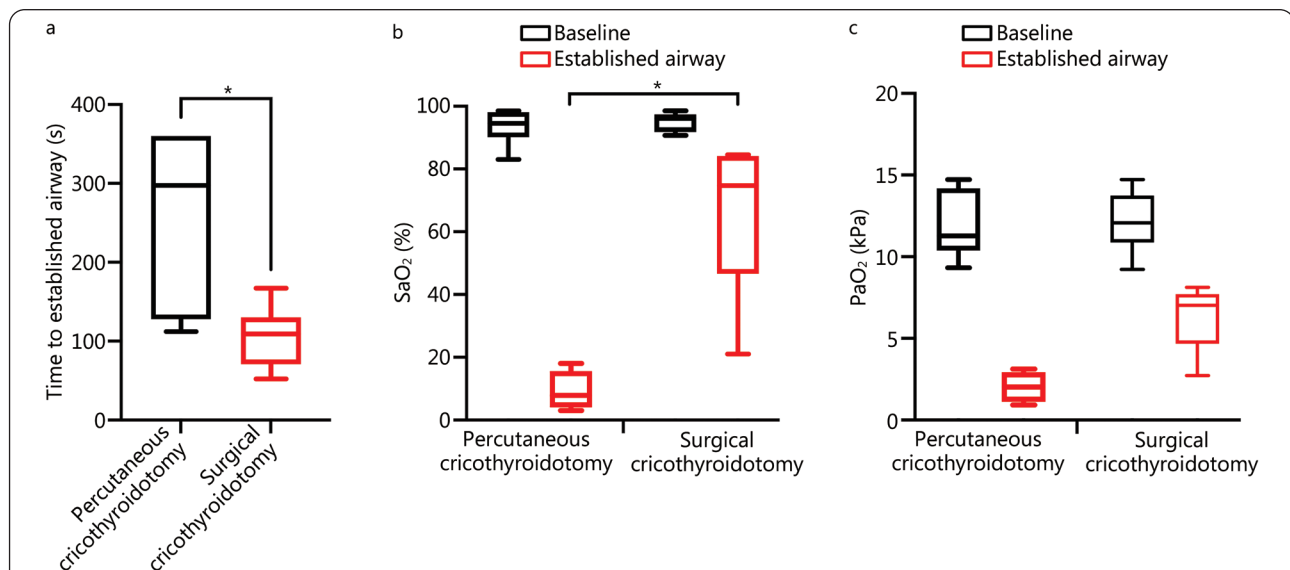 a
Time to established airway (s)
400
300
200
100
0
*
Percutaneous
cricothyroidotomy
Surgical
cricothyroidotomy
b
Baseline
Established airway
SaO₂ (%)
100
80
60
40
20
0
*
Percutaneous
cricothyroidotomy
Surgical
cricothyroidotomy
c
Baseline
Established airway
PaO₂ (kPa)
20
15
10
5
0
Percutaneous
cricothyroidotomy
Surgical
cricothyroidotomy